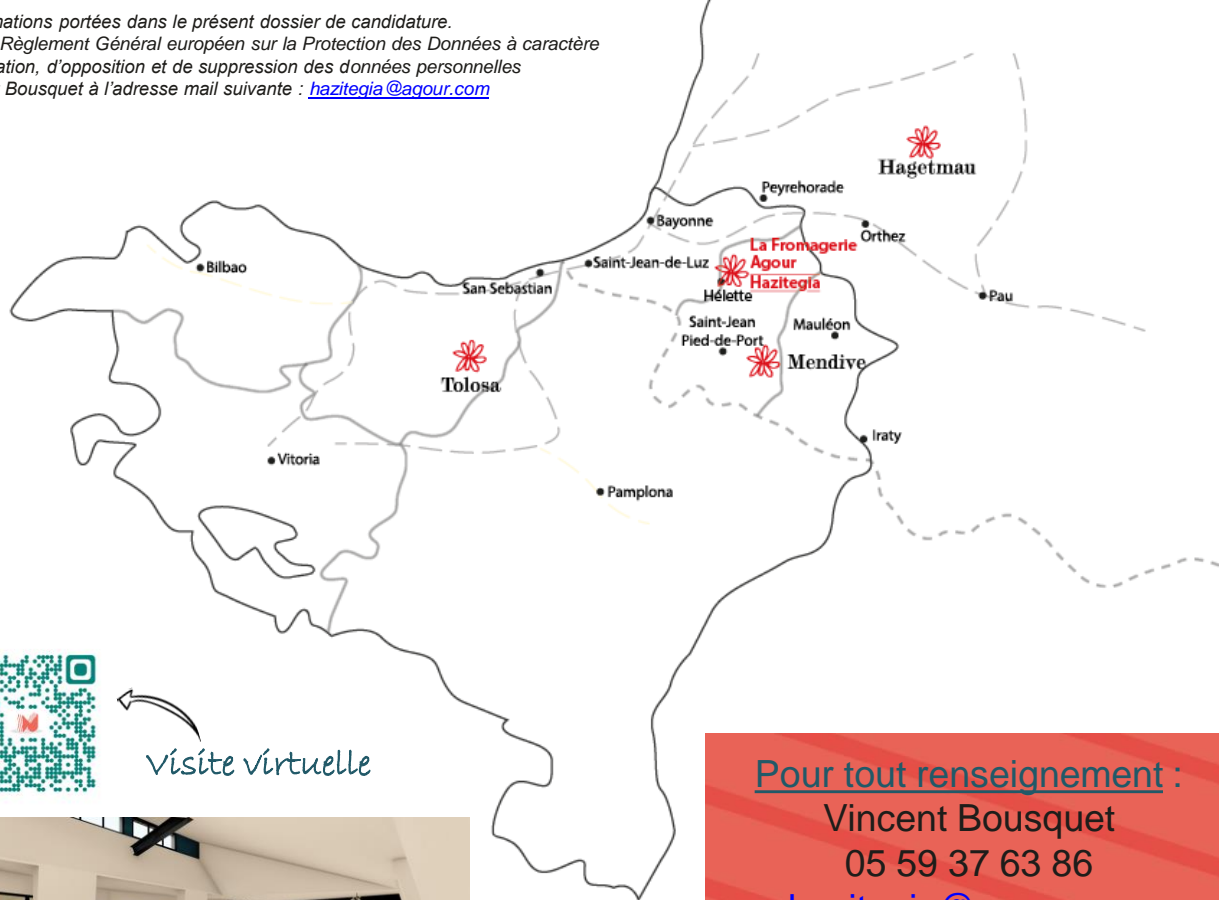 nations portées dans le présent dossier de candidature.
Règlement Général européen sur la Protection des Données à caractère
ation, d'opposition et de suppression des données personnelles
Bousquet à l'adresse mail suivante : hazitegia@agour.com
Hagetmau
Peyrehorade
Bayonne
Orthez
La Fromagerie
Agour
Hazitegia
Saint-Jean-de-Luz
Bilbao
San Sebastian
Hélette
Pau
Saint-Jean
Pied-de-Port
Mauléon
Mendive
Tolosa
Iraty
Vitoria
Pamplona
Visite virtuelle
Pour tout renseignement :
Vincent Bousquet
05 59 37 63 86